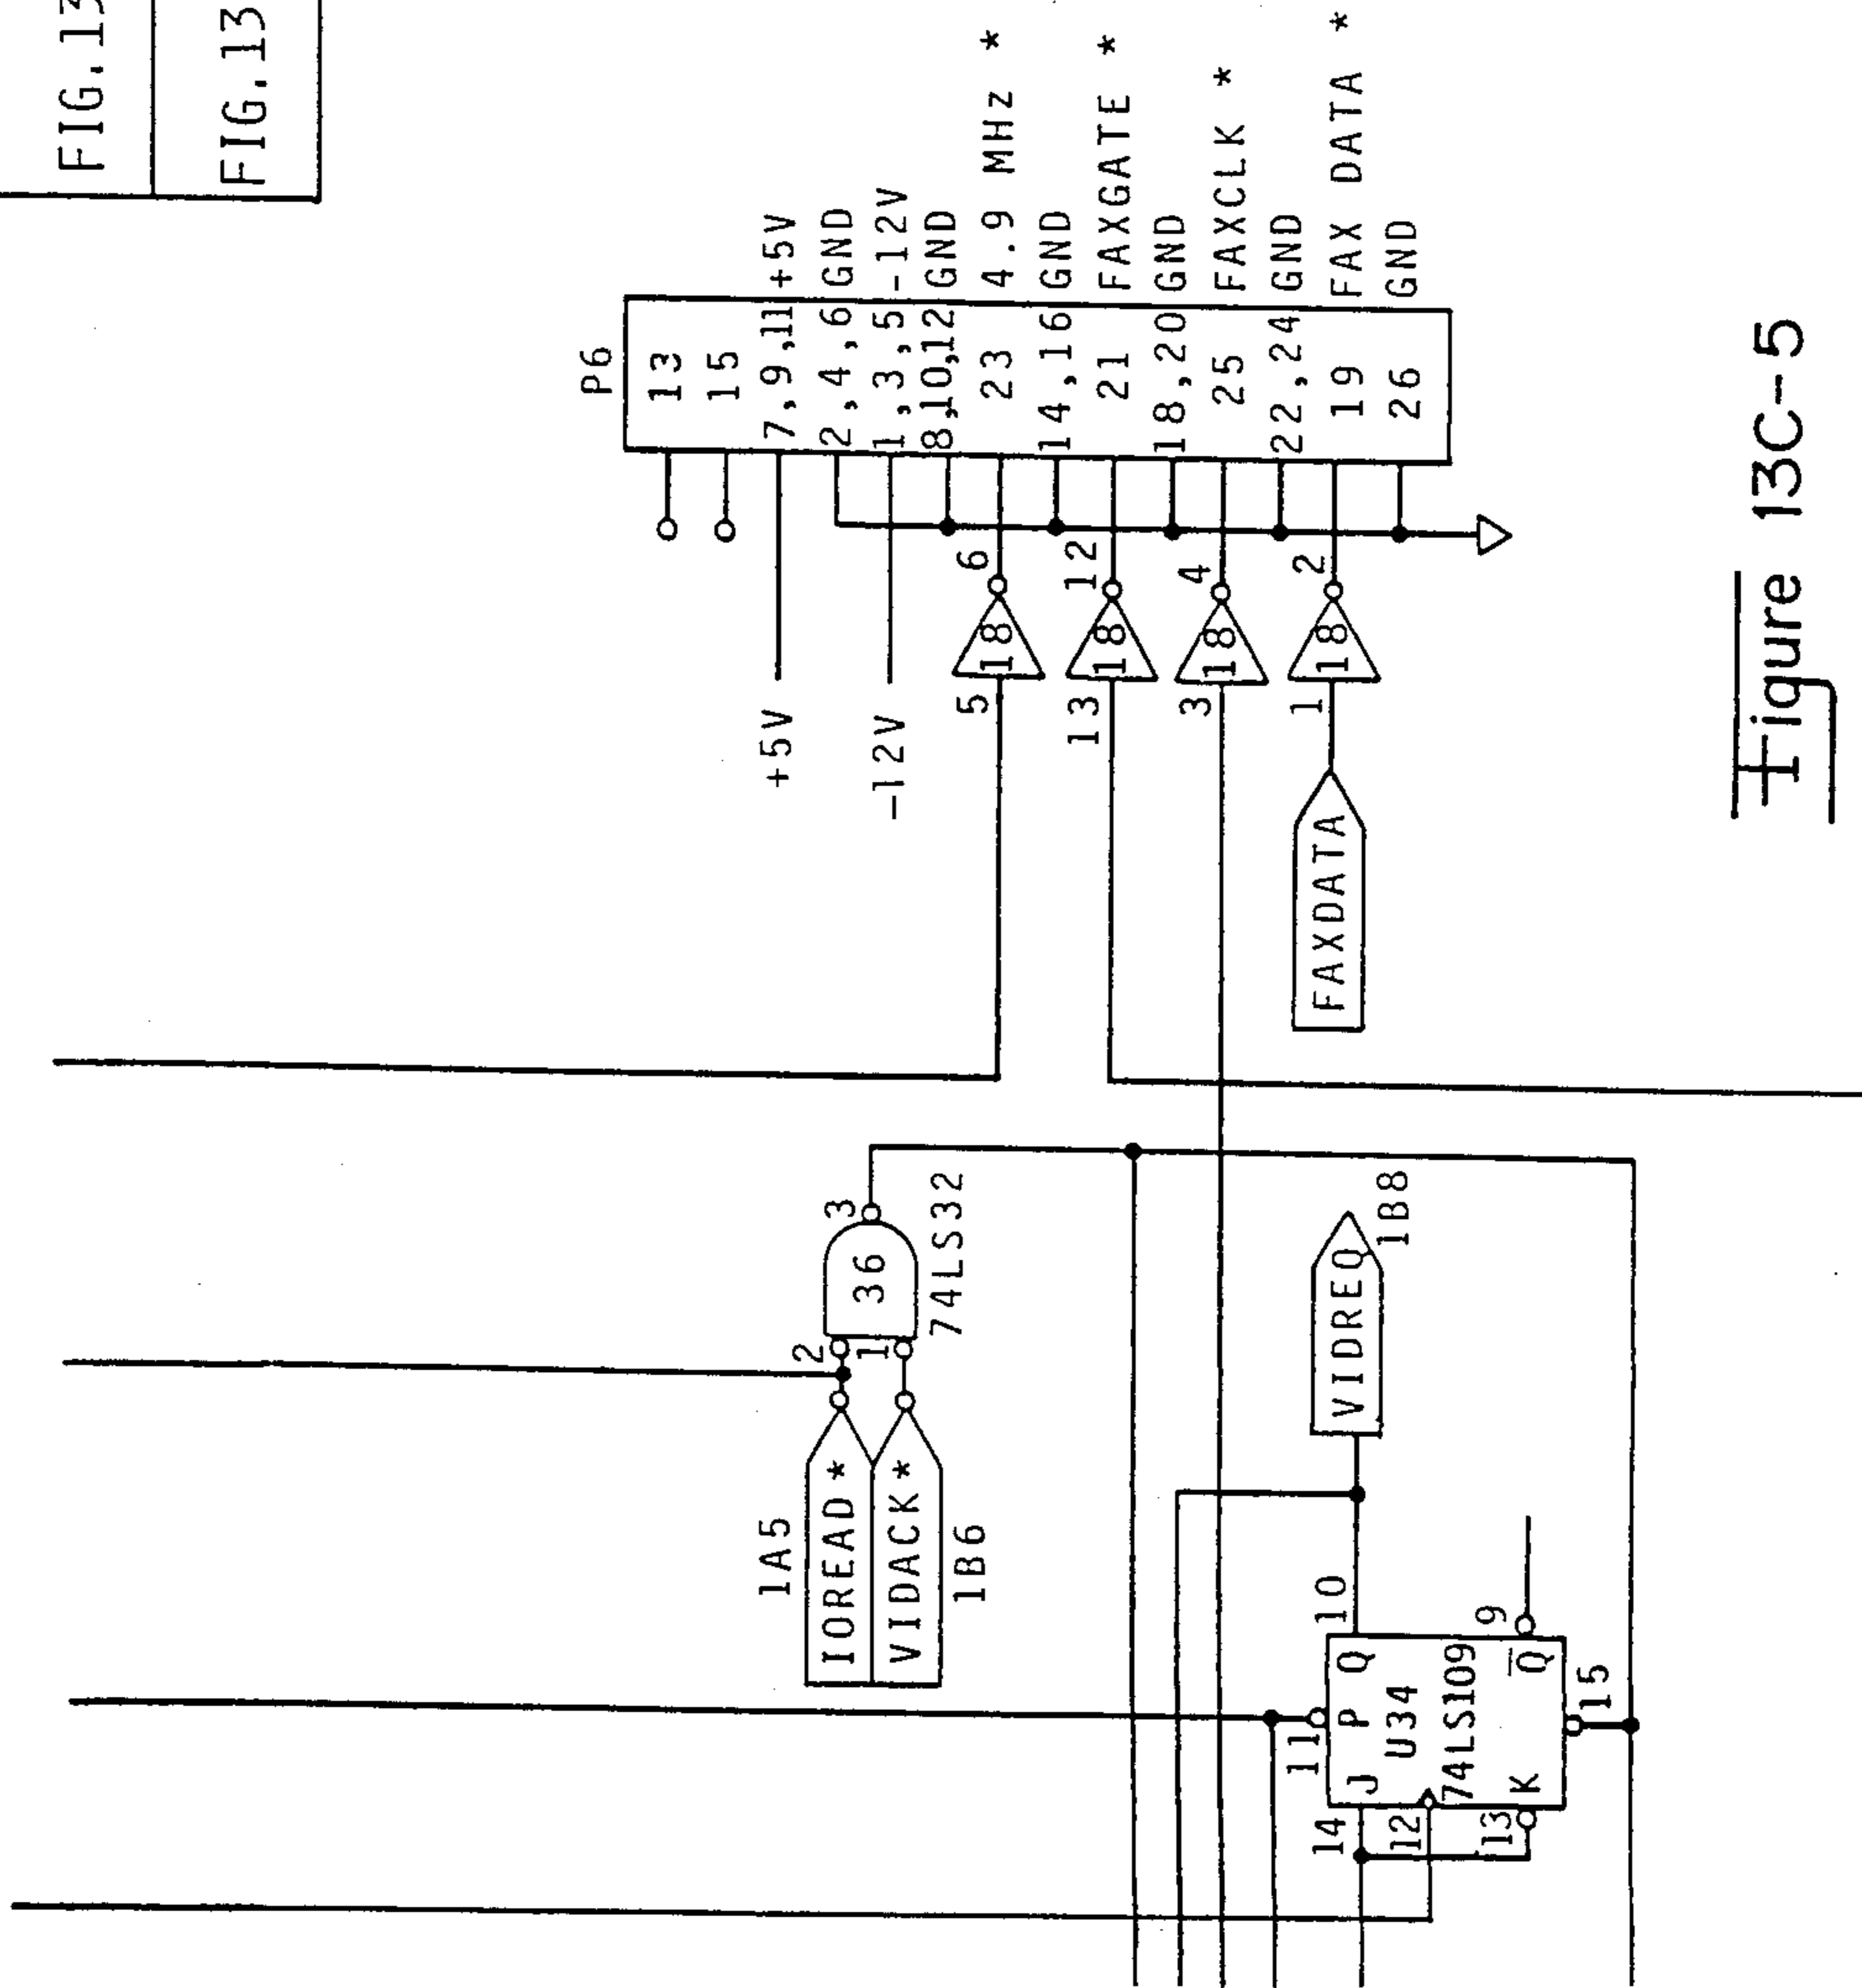 FIG.13
FIG.13
P6
13
15
7,9,11 +5V
2,4,6 GND
1,3,5 -12V
8,10,12 GND
23 4.9 MHz *
14,16 GND
21 FAXGATE *
18,20 GND
25 FAXCLK *
22,24 GND
19 FAX DATA *
26 GND
+5V
-12V
5 18 6
13 18 12
3 18 4
1 18 2
FAXDATA
1A5
IOREAD *
VIDACK *
1B6
2
1
36
3
74LS32
VIDREQ
1B8
14
12
13
11
J P Q
U34
74LS109
K Q
10
9
15
Figure 13C-5